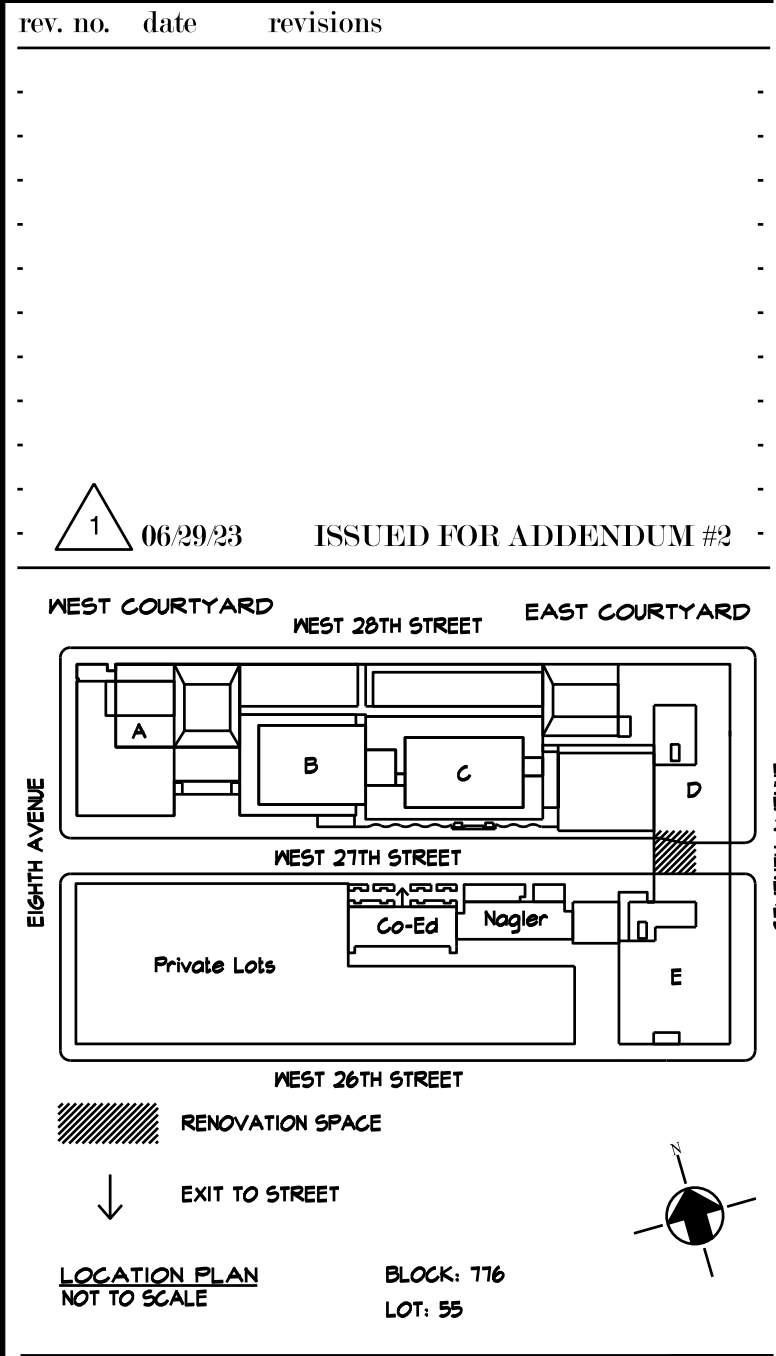 rev. no. date revisions
1 06/29/23 ISSUED FOR ADDENDUM #2
WEST COURTYARD
EAST COURTYARD
WEST 28TH STREET
A
B
C
D
EIGHTH AVENUE
WEST 27TH STREET
Co-Ed
Nagler
Private Lots
E
WEST 26TH STREET
RENOVATION SPACE
N
EXIT TO STREET
LOCATION PLAN
NOT TO SCALE
BLOCK: 776
LOT: 55